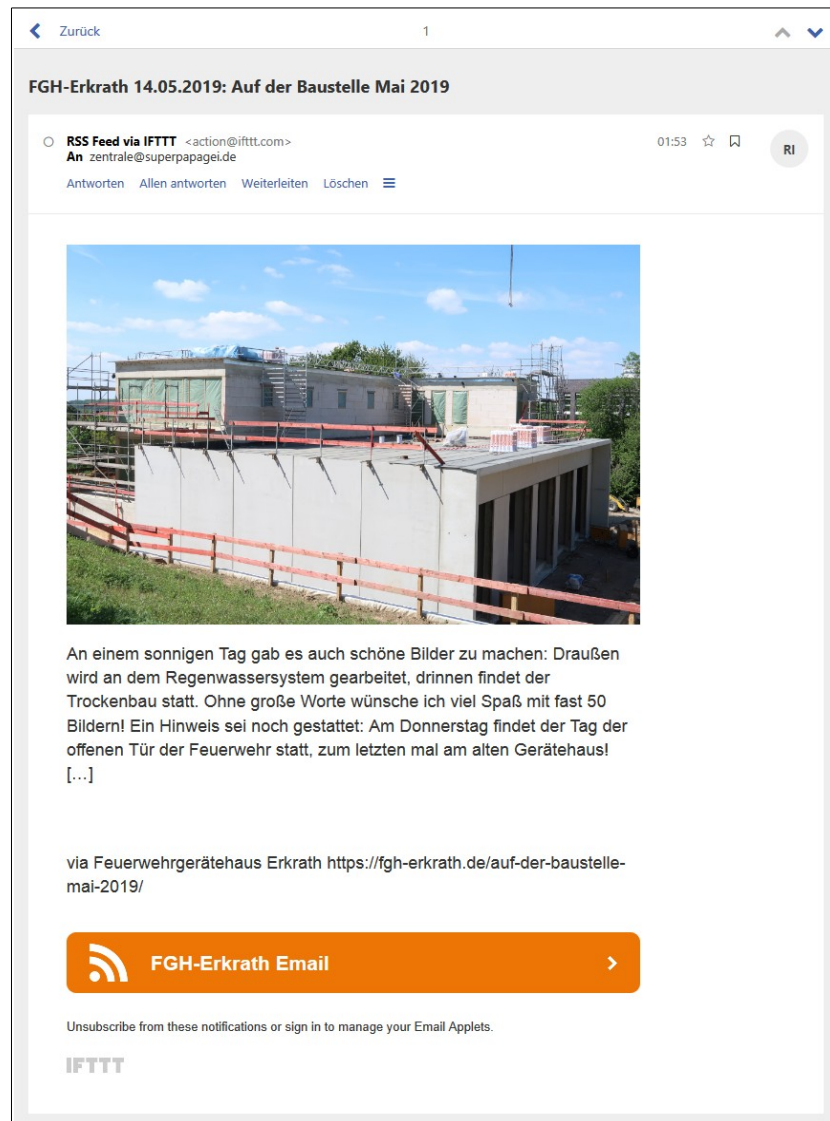 Zurück
1
FGH-Erkrath 14.05.2019: Auf der Baustelle Mai 2019
RSS Feed via IFTTT <action@ifttt.com>
01:53
RI
An zentrale@superpapagei.de
Antworten Allen antworten Weiterleiten Löschen
An einem sonnigen Tag gab es auch schöne Bilder zu machen: Draußen
wird an dem Regenwassersystem gearbeitet, drinnen findet der
Trockenbau statt. Ohne große Worte wünsche ich viel Spaß mit fast 50
Bildern! Ein Hinweis sei noch gestattet: Am Donnerstag findet der Tag der
offenen Tür der Feuerwehr statt, zum letzten mal am alten Gerätehaus!
[…]
via Feuerwehrgerätehaus Erkrath https://fgh-erkrath.de/auf-der-baustelle-
mai-2019/
FGH-Erkrath Email
Unsubscribe from these notifications or sign in to manage your Email Applets.
IFTTT